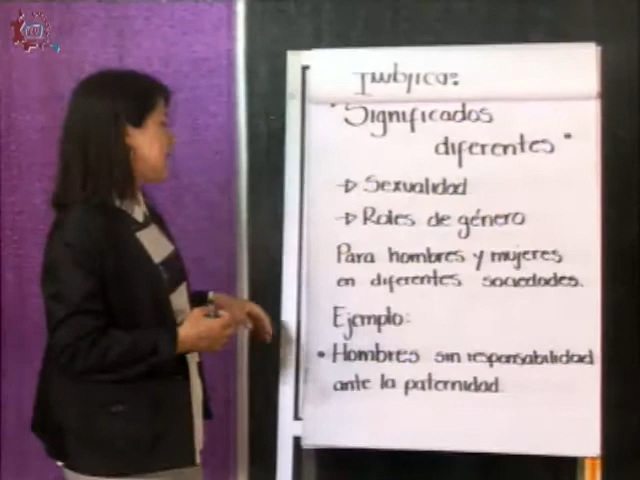 Implica:
"Significados
diferentes"
→ Sexualidad
→ Roles de género
Para hombres y mujeres
en diferentes sociedades.
Ejemplo:
• Hombres sin responsabilidad
ante la paternidad